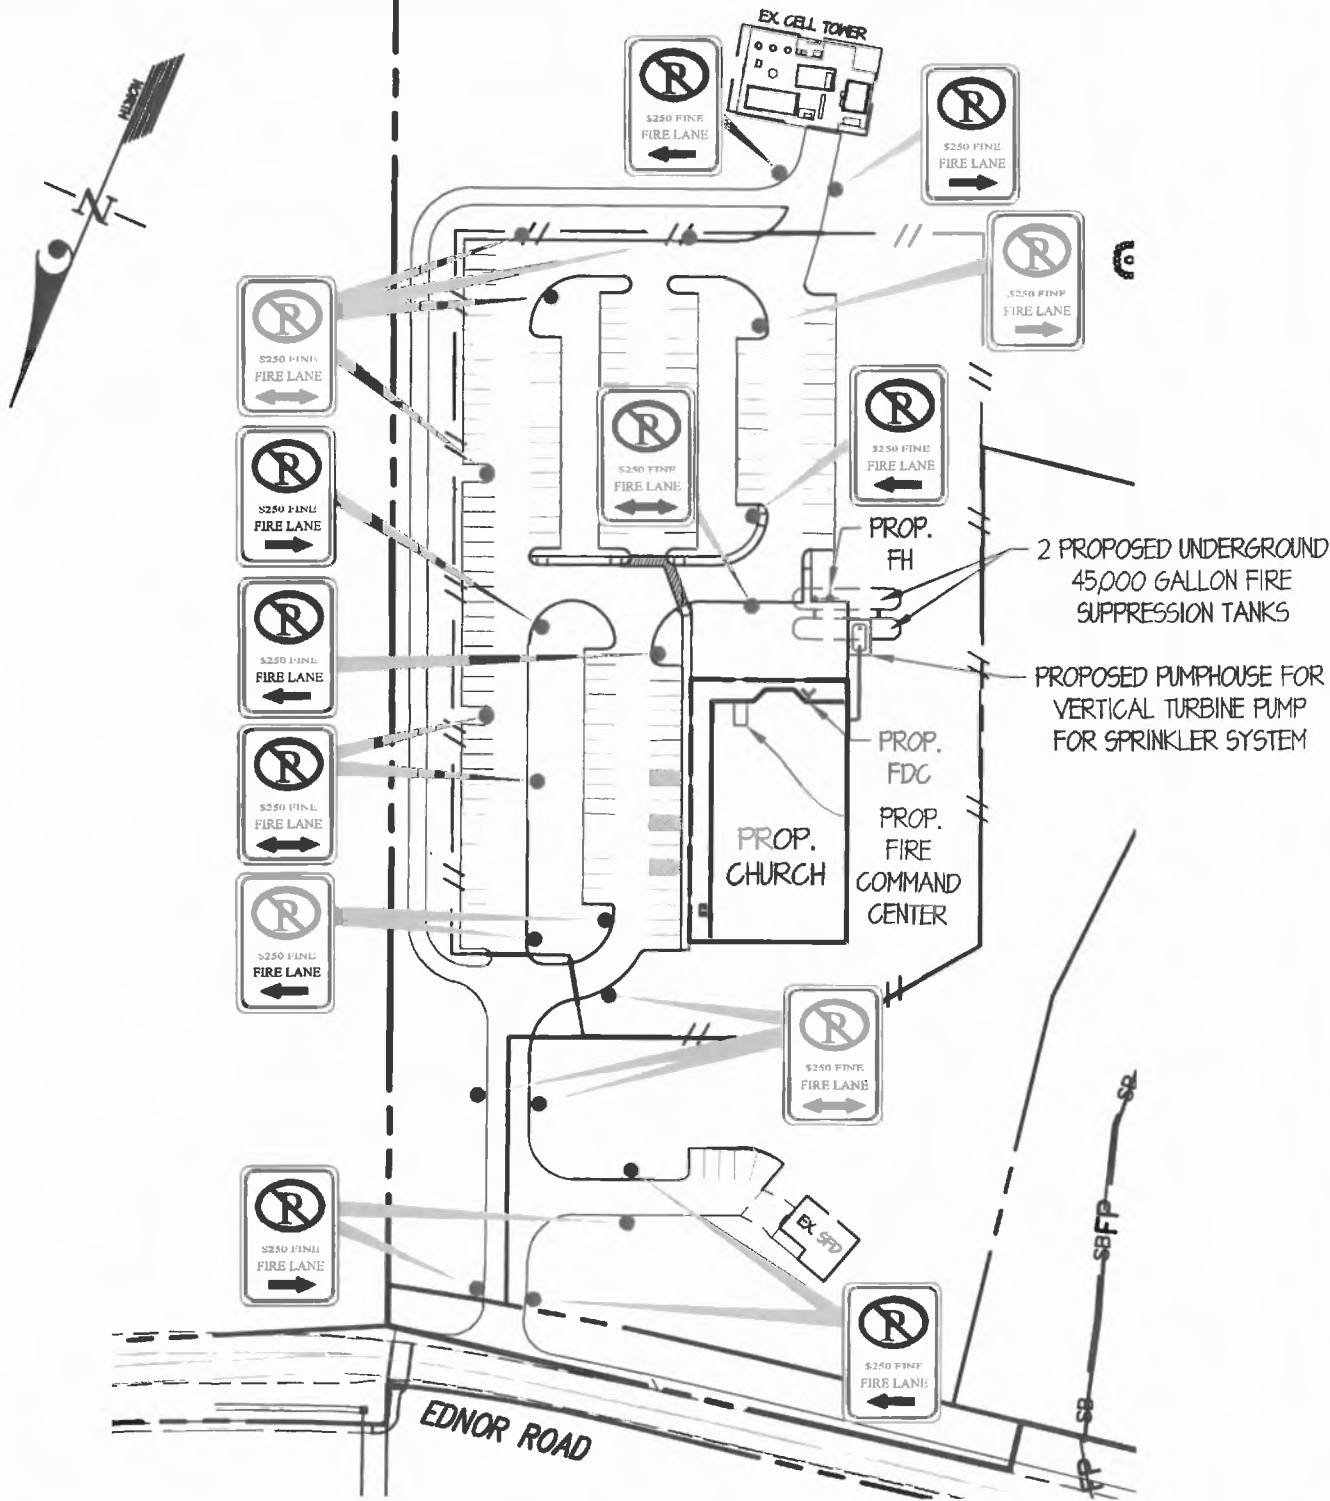 EX. CELL TOWER
NORTH
N
$250 FINE
FIRE LANE
$250 FINE
FIRE LANE
$250 FINE
FIRE LANE
$250 FINE
FIRE LANE
$250 FINE
FIRE LANE
$250 FINE
FIRE LANE
$250 FINE
FIRE LANE
PROP.
FH
2 PROPOSED UNDERGROUND
45,000 GALLON FIRE
SUPPRESSION TANKS
$250 FINE
FIRE LANE
PROPOSED PUMPHOUSE FOR
VERTICAL TURBINE PUMP
FOR SPRINKLER SYSTEM
PROP.
FDC
$250 FINE
FIRE LANE
PROP.
CHURCH
PROP.
FIRE
COMMAND
CENTER
$250 FINE
FIRE LANE
$250 FINE
FIRE LANE
SB
SBFP
SB
FP
EX. SFD
$250 FINE
FIRE LANE
$250 FINE
FIRE LANE
EDNOR ROAD